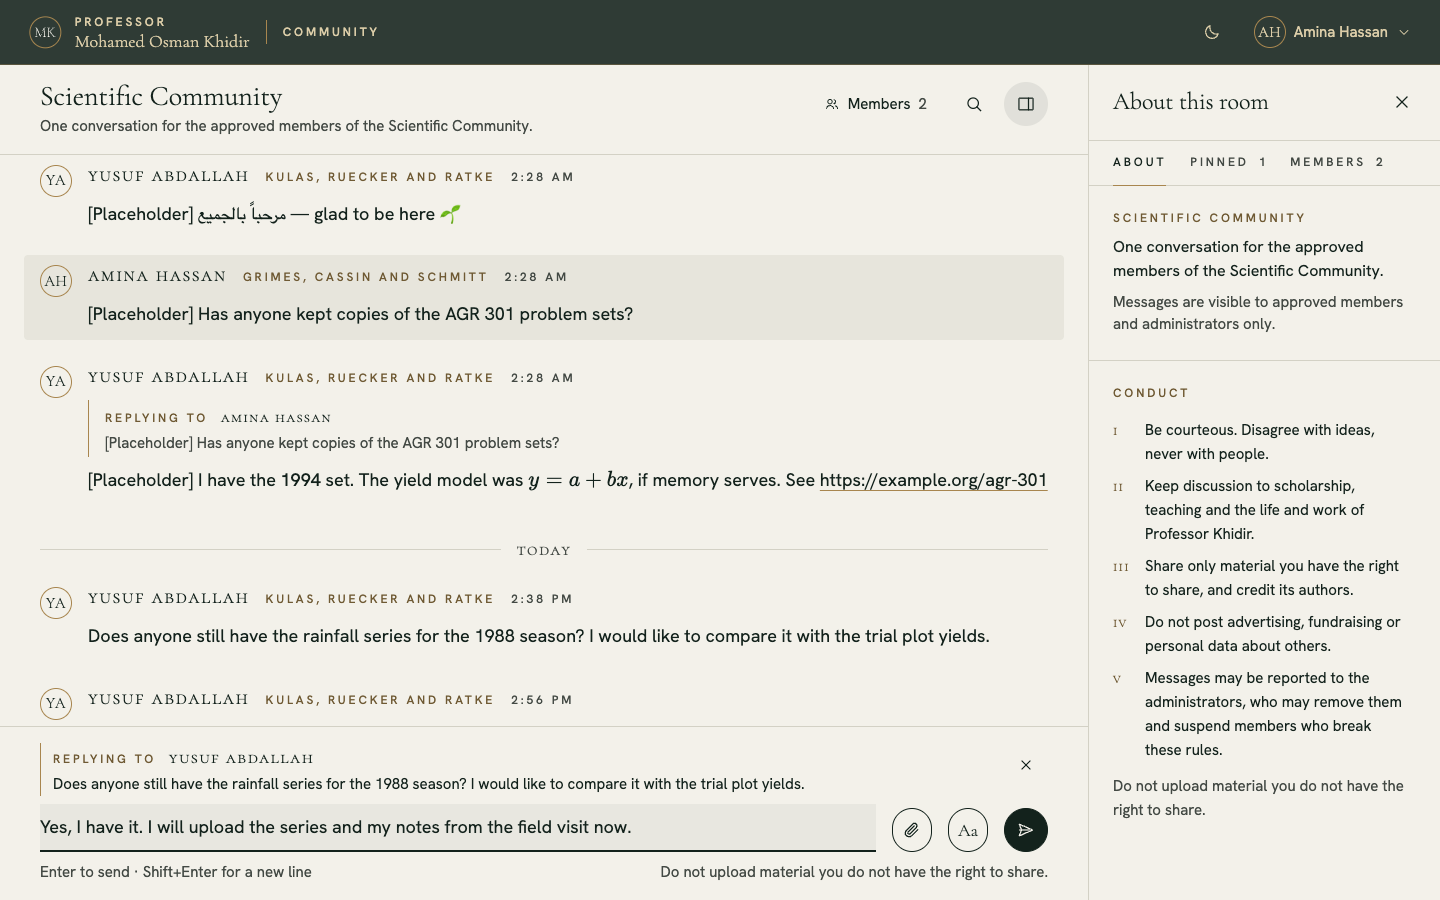 MK
PROFESSOR
Mohamed Osman Khidir
COMMUNITY
AH
Amina Hassan
Scientific Community
One conversation for the approved members of the Scientific Community.
Members 2
YA
YUSUF ABDALLAH KULAS, RUECKER AND RATKE 2:28 AM
[Placeholder] مرحباً بالجميع — glad to be here 🌱
AH
AMINA HASSAN GRIMES, CASSIN AND SCHMITT 2:28 AM
[Placeholder] Has anyone kept copies of the AGR 301 problem sets?
YA
YUSUF ABDALLAH KULAS, RUECKER AND RATKE 2:28 AM
REPLYING TO AMINA HASSAN
[Placeholder] Has anyone kept copies of the AGR 301 problem sets?
[Placeholder] I have the 1994 set. The yield model was y = a + bx, if memory serves. See https://example.org/agr-301
TODAY
YA
YUSUF ABDALLAH KULAS, RUECKER AND RATKE 2:38 PM
Does anyone still have the rainfall series for the 1988 season? I would like to compare it with the trial plot yields.
YA
YUSUF ABDALLAH KULAS, RUECKER AND RATKE 2:56 PM
REPLYING TO YUSUF ABDALLAH
Does anyone still have the rainfall series for the 1988 season? I would like to compare it with the trial plot yields.
Yes, I have it. I will upload the series and my notes from the field visit now.
Aa
Enter to send · Shift+Enter for a new line
Do not upload material you do not have the right to share.
About this room
ABOUT PINNED 1 MEMBERS 2
SCIENTIFIC COMMUNITY
One conversation for the approved
members of the Scientific Community.
Messages are visible to approved members
and administrators only.
CONDUCT
I Be courteous. Disagree with ideas,
never with people.
II Keep discussion to scholarship,
teaching and the life and work of
Professor Khidir.
III Share only material you have the right
to share, and credit its authors.
IV Do not post advertising, fundraising or
personal data about others.
V Messages may be reported to the
administrators, who may remove them
and suspend members who break
these rules.
Do not upload material you do not have the
right to share.